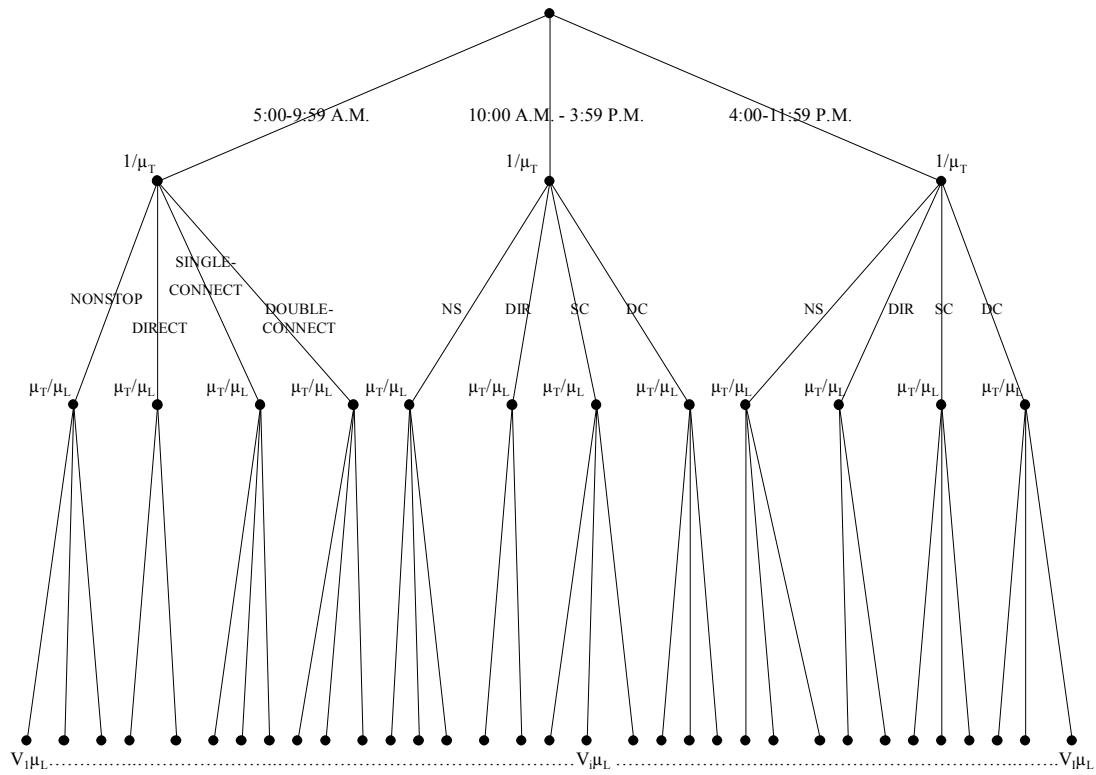 5:00-9:59 A.M. 10:00 A.M. - 3:59 P.M. 4:00-11:59 P.M.
1/μT 1/μT 1/μT
SINGLE-
CONNECT
NONSTOP
DIRECT
DOUBLE-
CONNECT
NS DIR SC DC NS DIR SC DC
μT/μL μT/μL μT/μL μT/μL μT/μL μT/μL μT/μL μT/μL μT/μL μT/μL μT/μL μT/μL
V1μL……………………………………………………………………ViμL ……………………………………………………………VIμL